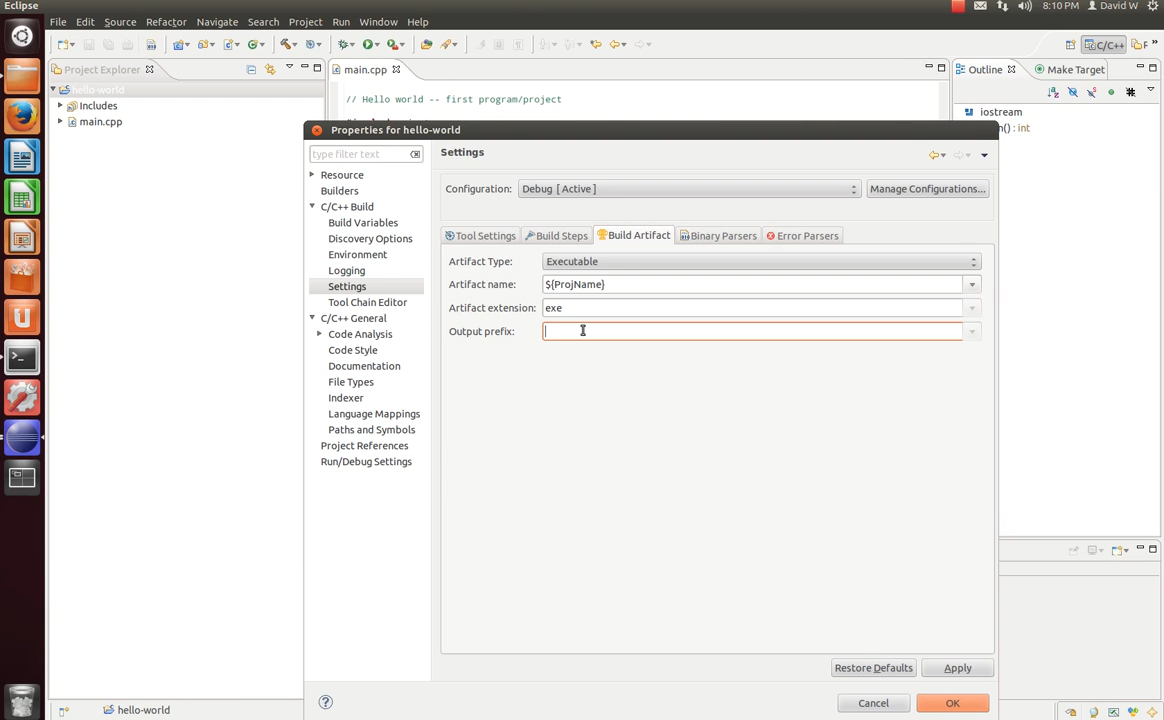 Eclipse
8:10 PM David W
File Edit Source Refactor Navigate Search Project Run Window Help
C/C++
Project Explorer
main.cpp
Outline
Make Target
hello-world
Includes
main.cpp
// Hello world -- first program/project
iostream
() : int
Properties for hello-world
type filter text
Resource
Builders
C/C++ Build
Build Variables
Discovery Options
Environment
Logging
Settings
Tool Chain Editor
C/C++ General
Code Analysis
Code Style
Documentation
File Types
Indexer
Language Mappings
Paths and Symbols
Project References
Run/Debug Settings
Settings
Configuration: Debug [ Active ] Manage Configurations...
Tool Settings Build Steps Build Artifact Binary Parsers Error Parsers
Artifact Type: Executable
Artifact name: ${ProjName}
Artifact extension: exe
Output prefix:
Restore Defaults Apply
Cancel OK
hello-world